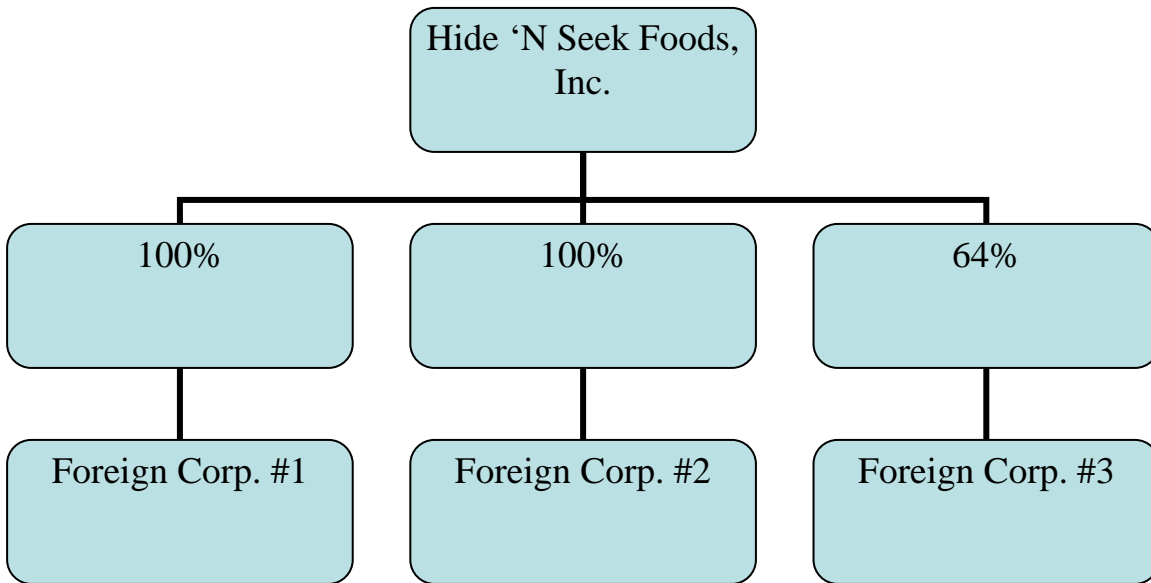 Hide ‘N Seek Foods,
Inc.
100%
100%
64%
Foreign Corp. #1
Foreign Corp. #2
Foreign Corp. #3